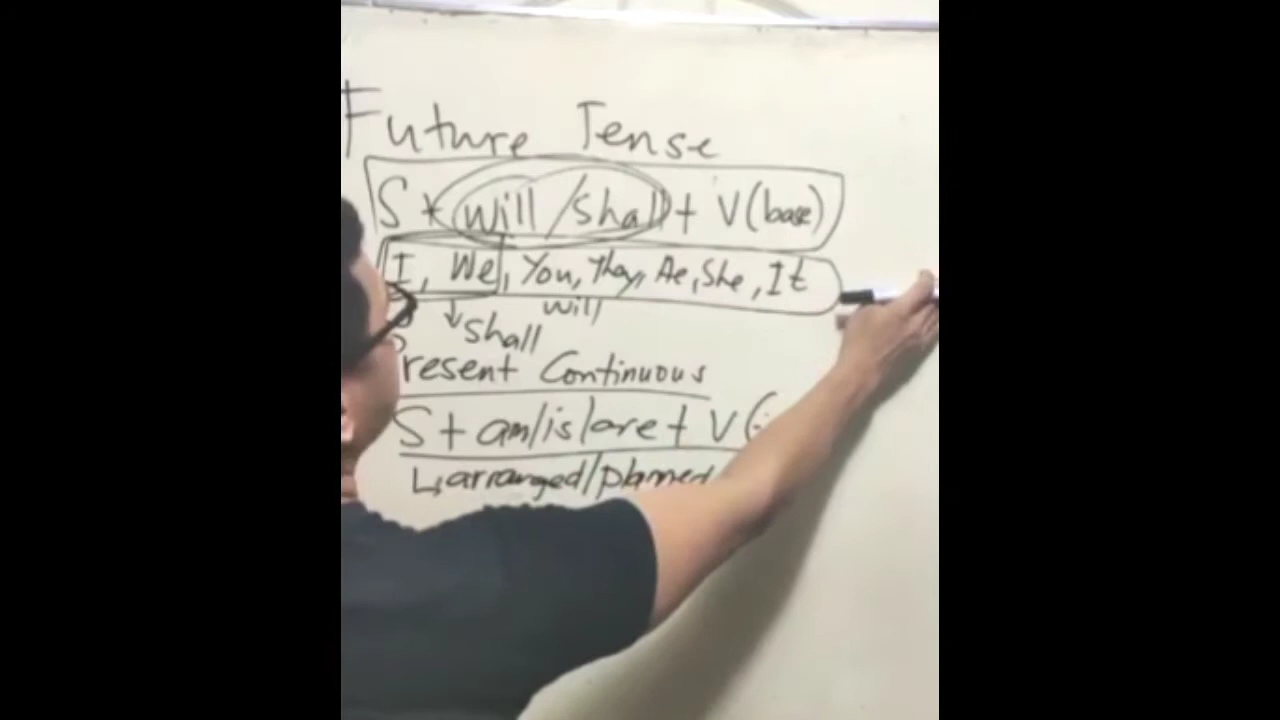 Future Tense
S + will / shall + V (base)
I, We, You, They, He, She, It
will
↳ shall
Present Continuous
S + am/is/are + V (
↳ arranged/planned